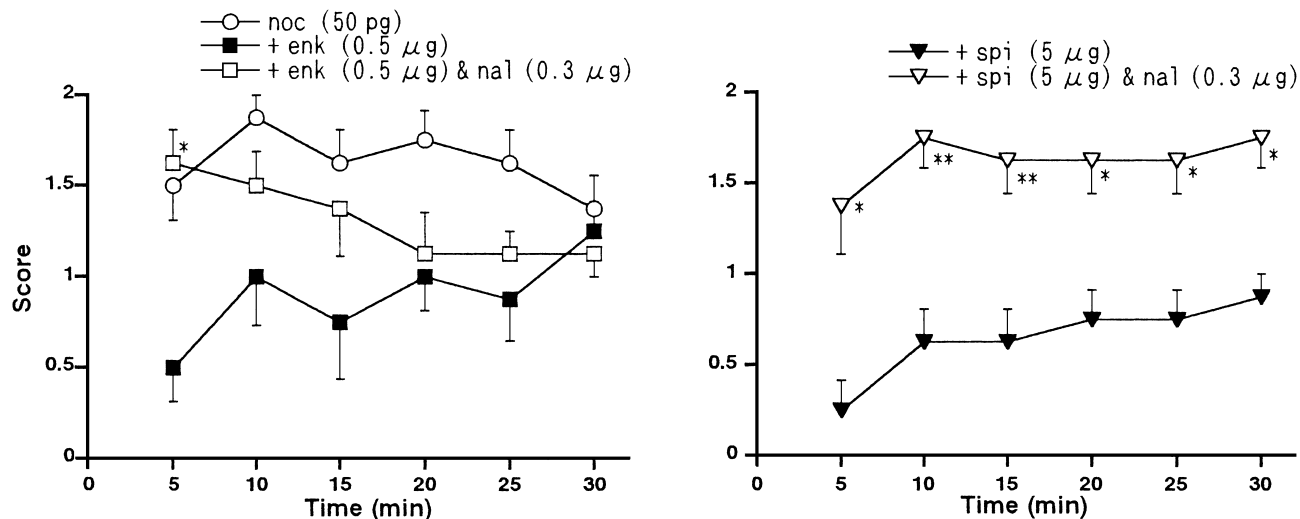 noc (50 pg)
+ enk (0.5 μg)
+ enk (0.5 μg) & nal (0.3 μg)
Score
2
1.5
1
0.5
0
*
0 5 10 15 20 25 30
Time (min)
+ spi (5 μg)
+ spi (5 μg) & nal (0.3 μg)
2
1.5
1
0.5
0
* ** ** * * *
0 5 10 15 20 25 30
Time (min)